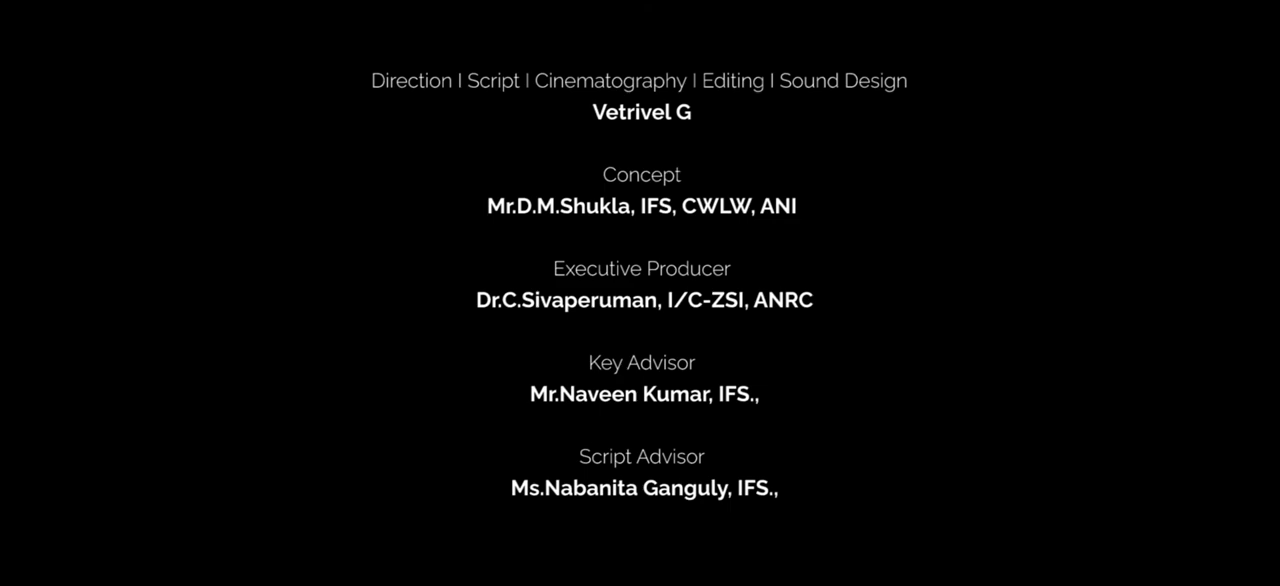 Direction I Script I Cinematography I Editing I Sound Design
Vetrivel G
Concept
Mr.D.M.Shukla, IFS, CWLW, ANI
Executive Producer
Dr.C.Sivaperuman, I/C-ZSI, ANRC
Key Advisor
Mr.Naveen Kumar, IFS.,
Script Advisor
Ms.Nabanita Ganguly, IFS.,